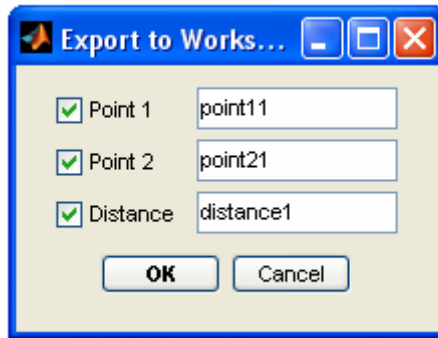 Export to Works...
Point 1 point11
Point 2 point21
Distance distance1
OK Cancel